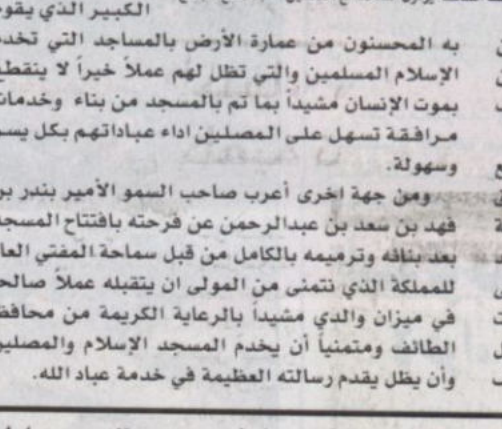 الكبير الذي يقوم
به المحسنون من عمارة الأرض بالمساجد التي تخدم
الإسلام المسلمين والتي تظل لهم عملاً خيراً لا ينقطع
بموت الإنسان مشيداً بما تم بالمسجد من بناء وخدمات
مرافقة تسهل على المصلين اداء عباداتهم بكل يسر
وسهولة.
ومن جهة اخرى أعرب صاحب السمو الأمير بندر بن
فهد بن سعد بن عبدالرحمن عن فرحته بافتتاح المسجد
بعد بنائه وترميمه بالكامل من قبل سماحة المفتي العام
للمملكة الذي نتمنى من المولى ان يتقبله عملاً صالحا
في ميزان والدي مشيداً بالرعاية الكريمة من محافظ
الطائف ومتمنياً أن يخدم المسجد الإسلام والمصلين
وأن يظل يقدم رسالته العظيمة في خدمة عباد الله.